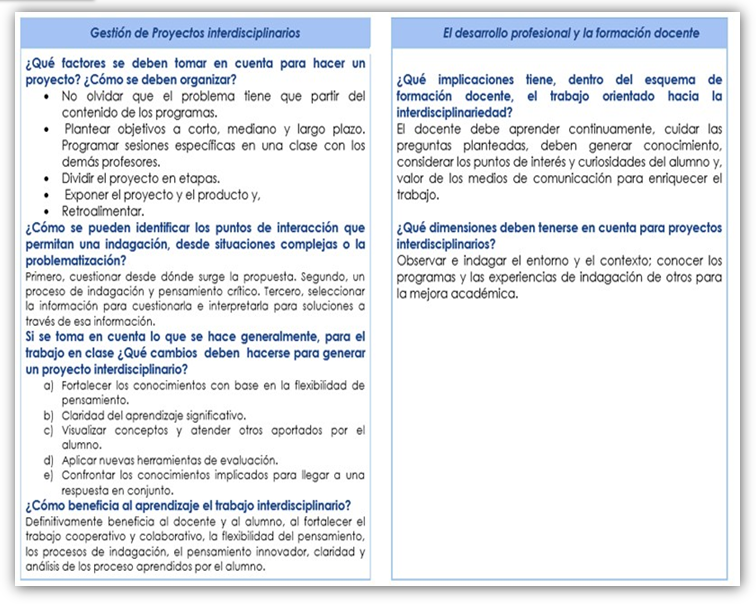 Gestión de Proyectos interdisciplinarios
¿Qué factores se deben tomar en cuenta para hacer un
proyecto? ¿Cómo se deben organizar?
• No olvidar que el problema tiene que partir del
contenido de los programas.
• Plantear objetivos a corto, mediano y largo plazo.
Programar sesiones específicas en una clase con los
demás profesores.
• Dividir el proyecto en etapas.
• Exponer el proyecto y el producto y,
• Retroalimentar.
¿Cómo se pueden identificar los puntos de interacción que
permitan una indagación, desde situaciones complejas o la
problematización?
Primero, cuestionar desde dónde surge la propuesta. Segundo, un
proceso de indagación y pensamiento crítico. Tercero, seleccionar
la información para cuestionarla e interpretarla para soluciones a
través de esa información.
Si se toma en cuenta lo que se hace generalmente, para el
trabajo en clase ¿Qué cambios deben hacerse para generar
un proyecto interdisciplinario?
a) Fortalecer los conocimientos con base en la flexibilidad de
pensamiento.
b) Claridad del aprendizaje significativo.
c) Visualizar conceptos y atender otros aportados por el
alumno.
d) Aplicar nuevas herramientas de evaluación.
e) Confrontar los conocimientos implicados para llegar a una
respuesta en conjunto.
¿Cómo beneficia al aprendizaje el trabajo interdisciplinario?
Definitivamente beneficia al docente y al alumno, al fortalecer el
trabajo cooperativo y colaborativo, la flexibilidad del pensamiento,
los procesos de indagación, el pensamiento innovador, claridad y
análisis de los proceso aprendidos por el alumno.
El desarrollo profesional y la formación docente
¿Qué implicaciones tiene, dentro del esquema de
formación docente, el trabajo orientado hacia la
interdisciplinariedad?
El docente debe aprender continuamente, cuidar las
preguntas planteadas, deben generar conocimiento,
considerar los puntos de interés y curiosidades del alumno y,
valor de los medios de comunicación para enriquecer el
trabajo.
¿Qué dimensiones deben tenerse en cuenta para proyectos
interdisciplinarios?
Observar e indagar el entorno y el contexto; conocer los
programas y las experiencias de indagación de otros para
la mejora académica.